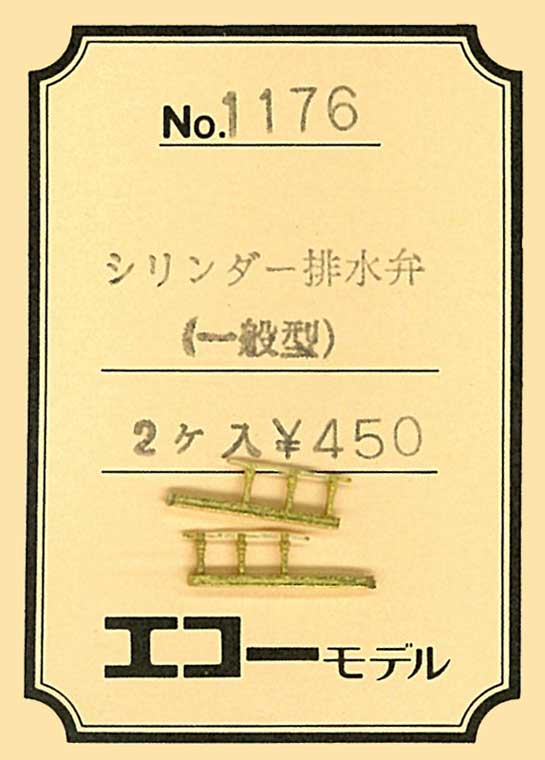 No.1176
シリンダー排水弁
(一般型)
2ケ入¥450
エコーモデル